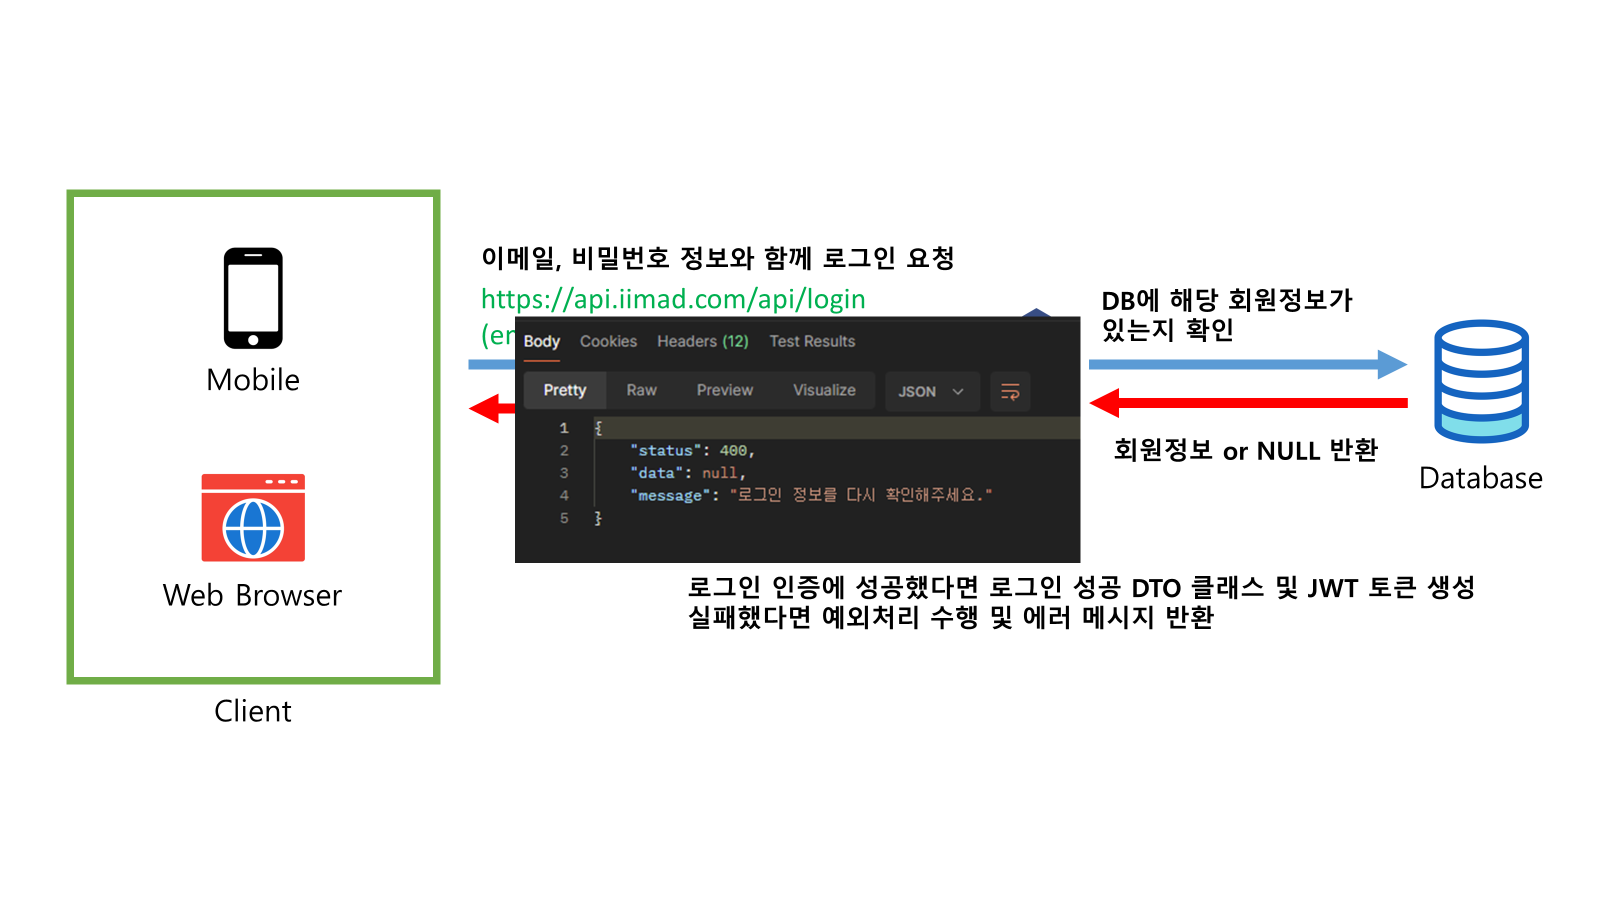 이메일, 비밀번호 정보와 함께 로그인 요청
https://api.iimad.com/api/login
DB에 해당 회원정보가
있는지 확인
Body Cookies Headers (12) Test Results
Pretty Raw Preview Visualize JSON
1 {
2 "status": 400,
3 "data": null,
4 "message": "로그인 정보를 다시 확인해주세요."
5 }
Mobile
Web Browser
Client
회원정보 or NULL 반환
Database
로그인 인증에 성공했다면 로그인 성공 DTO 클래스 및 JWT 토큰 생성
실패했다면 예외처리 수행 및 에러 메시지 반환